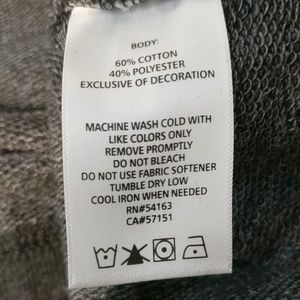 BODY:
60% COTTON
40% POLYESTER
EXCLUSIVE OF DECORATION
MACHINE WASH COLD WITH
LIKE COLORS ONLY
REMOVE PROMPTLY
DO NOT BLEACH
DO NOT USE FABRIC SOFTENER
TUMBLE DRY LOW
COOL IRON WHEN NEEDED
RN#54163
CA#57151